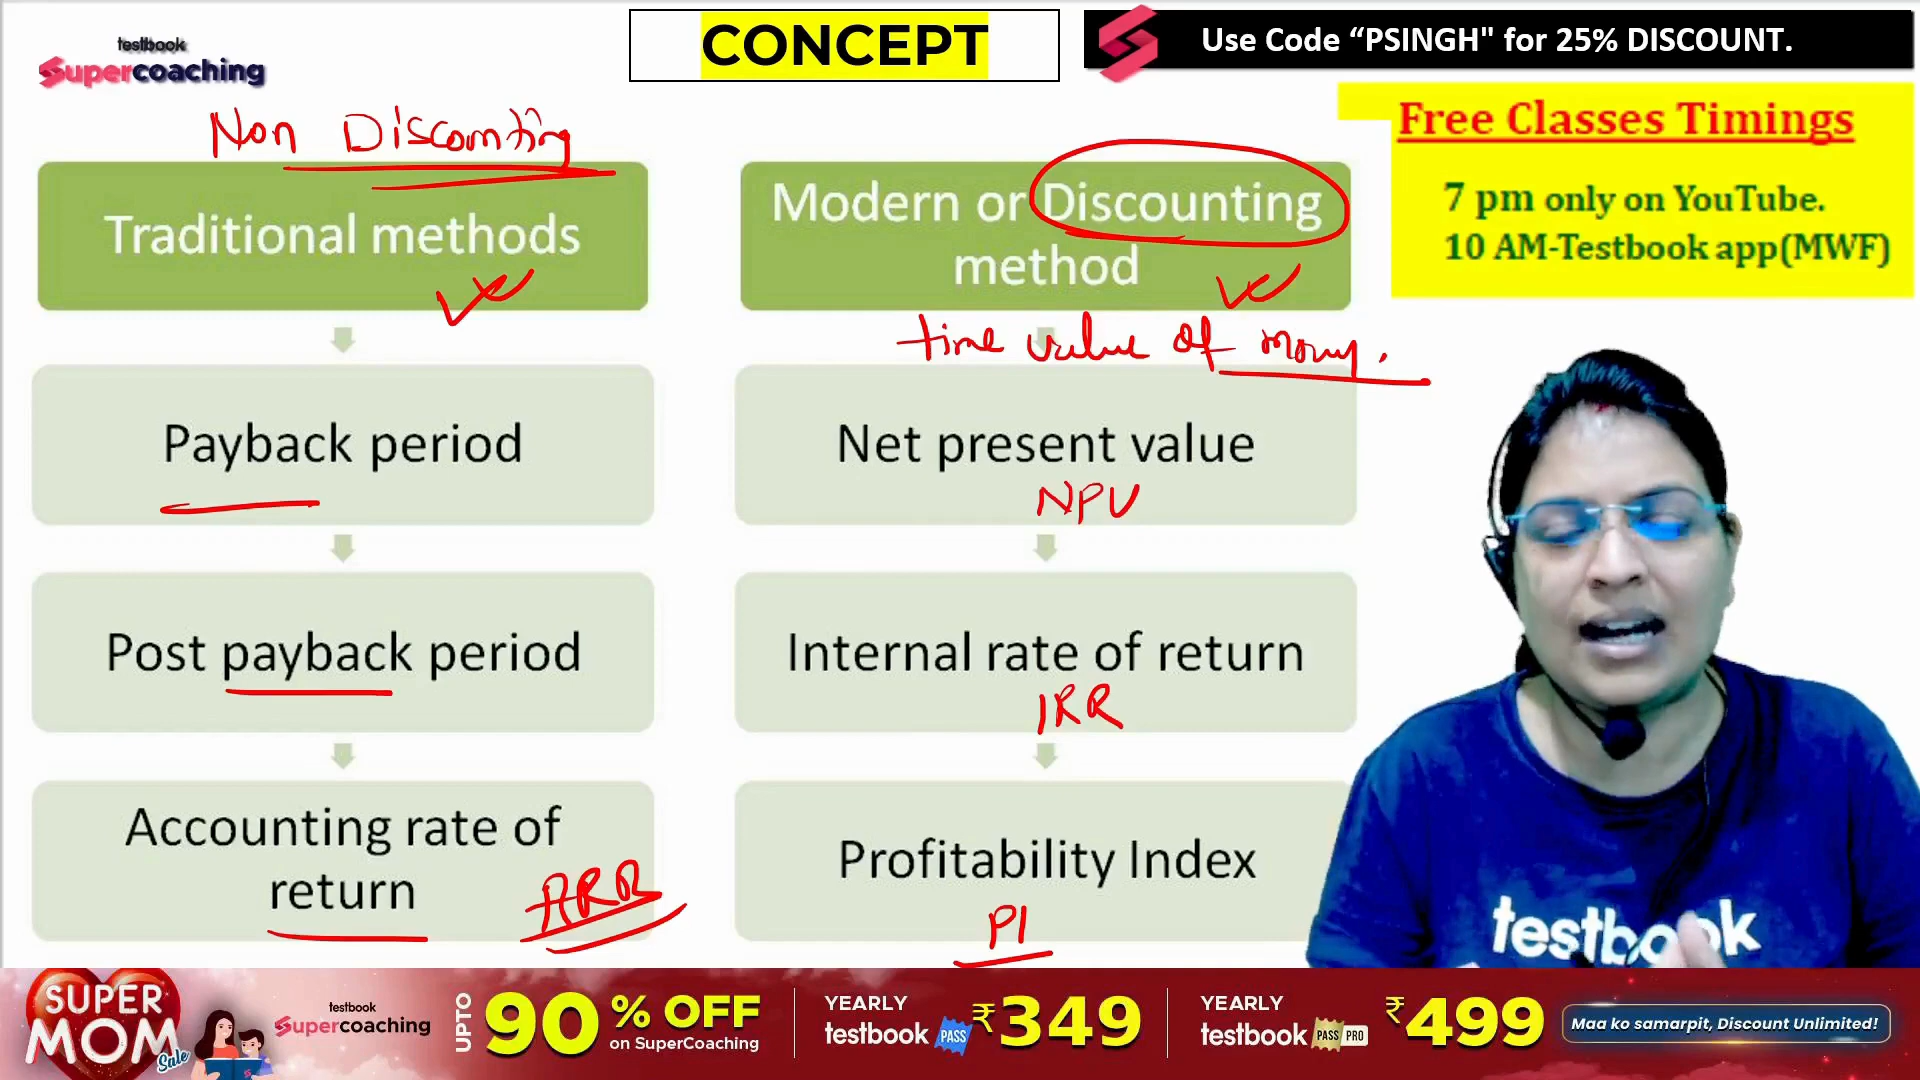 testbook
Supercoaching
CONCEPT
Use Code “PSINGH" for 25% DISCOUNT.
Free Classes Timings
7 pm only on YouTube.
10 AM-Testbook app(MWF)
Non Discounting
Traditional methods
Payback period
Post payback period
Accounting rate of
return
ARR
Modern or Discounting
method
time value of money.
Net present value
NPV
Internal rate of return
IRR
Profitability Index
PI
testbook
SUPER
MOM
Sale
testbook
Supercoaching
UPTO
90% OFF
on SuperCoaching
YEARLY
testbook PASS
₹349
YEARLY
testbook PASS PRO
₹499
Maa ko samarpit, Discount Unlimited!